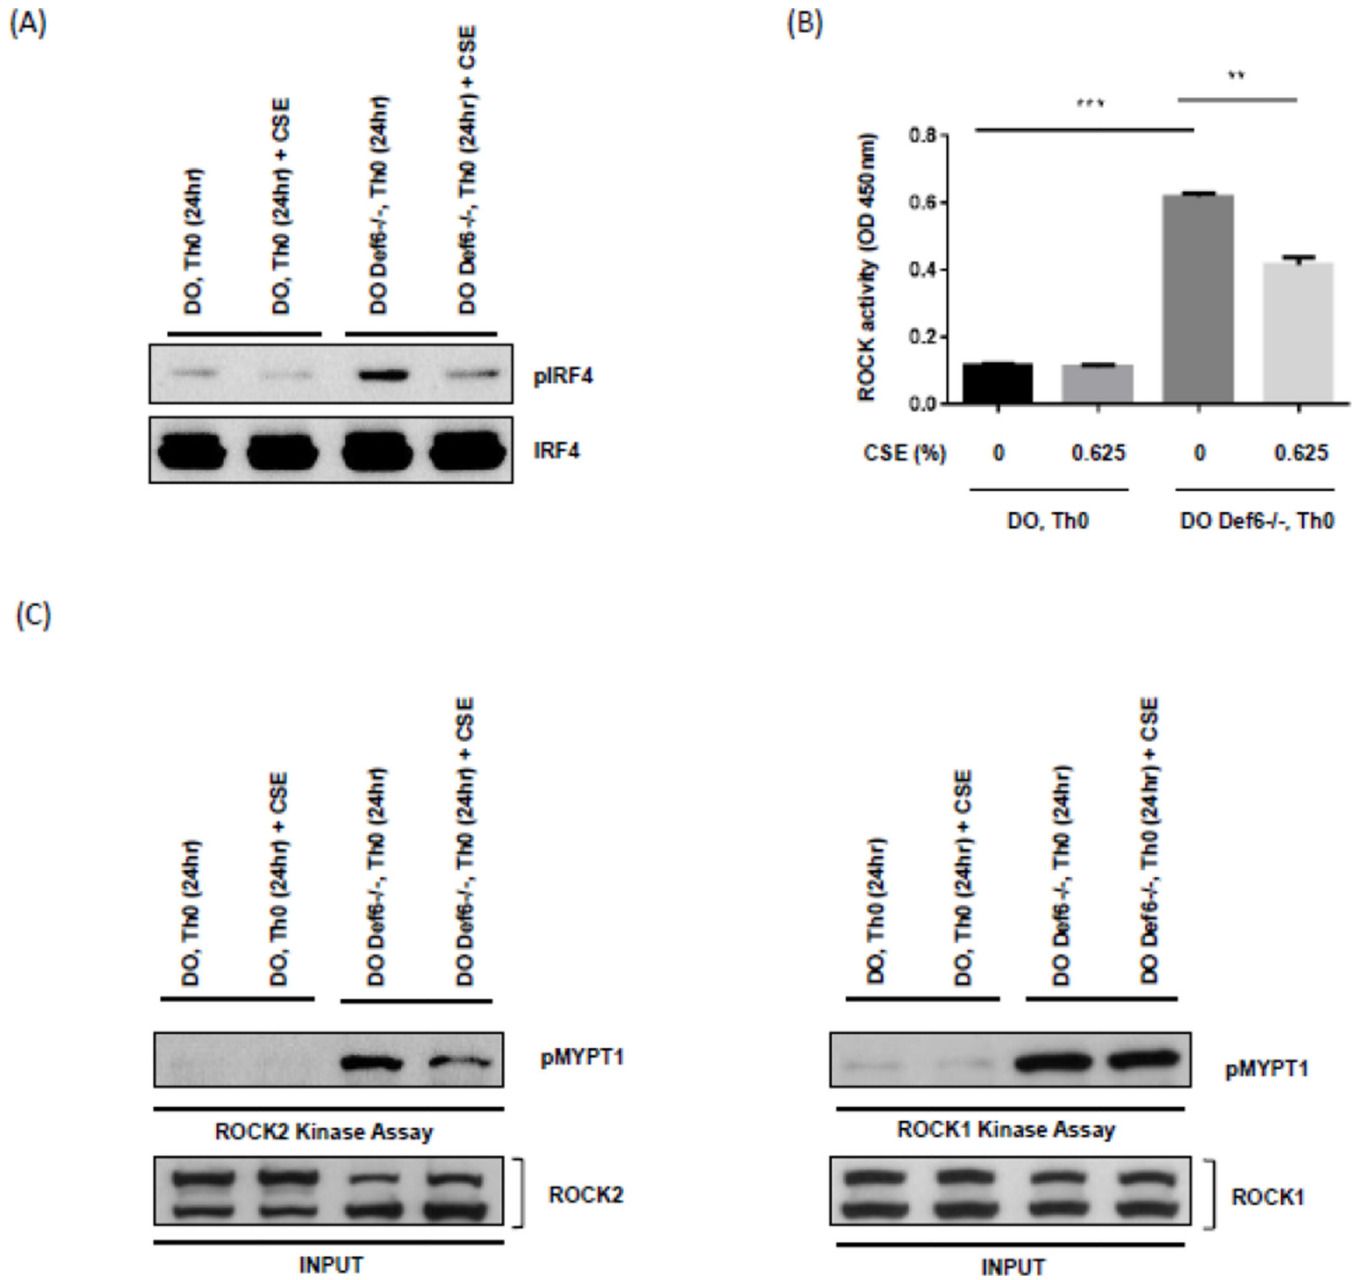 (A)
DO, Th0 (24hr)
DO, Th0 (24hr) + CSE
DO Def6-/-, Th0 (24hr)
DO Def6-/-, Th0 (24hr) + CSE
pIRF4
IRF4
(B)
**
***
ROCK activity (OD 450nm)
0.8
0.6
0.4
0.2
0.0
CSE (%) 0 0.625 0 0.625
DO, Th0 DO Def6-/-, Th0
(C)
DO, Th0 (24hr)
DO, Th0 (24hr) + CSE
DO Def6-/-, Th0 (24hr)
DO Def6-/-, Th0 (24hr) + CSE
pMYPT1
ROCK2 Kinase Assay
ROCK2
INPUT
DO, Th0 (24hr)
DO, Th0 (24hr) + CSE
DO Def6-/-, Th0 (24hr)
DO Def6-/-, Th0 (24hr) + CSE
pMYPT1
ROCK1 Kinase Assay
ROCK1
INPUT